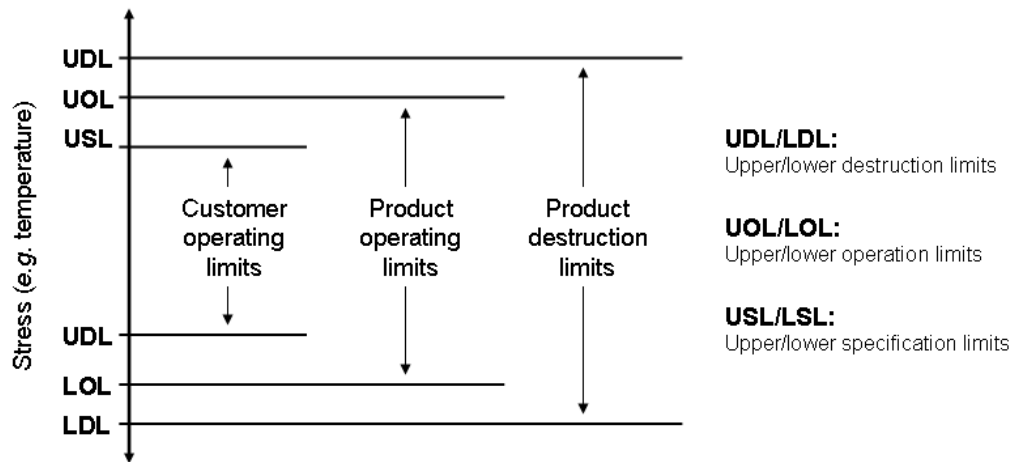 Stress (e.g. temperature)
UDL
UOL
USL
UDL
LOL
LDL
Customer
operating
limits
Product
operating
limits
Product
destruction
limits
UDL/LDL:
Upper/lower destruction limits
UOL/LOL:
Upper/lower operation limits
USL/LSL:
Upper/lower specification limits